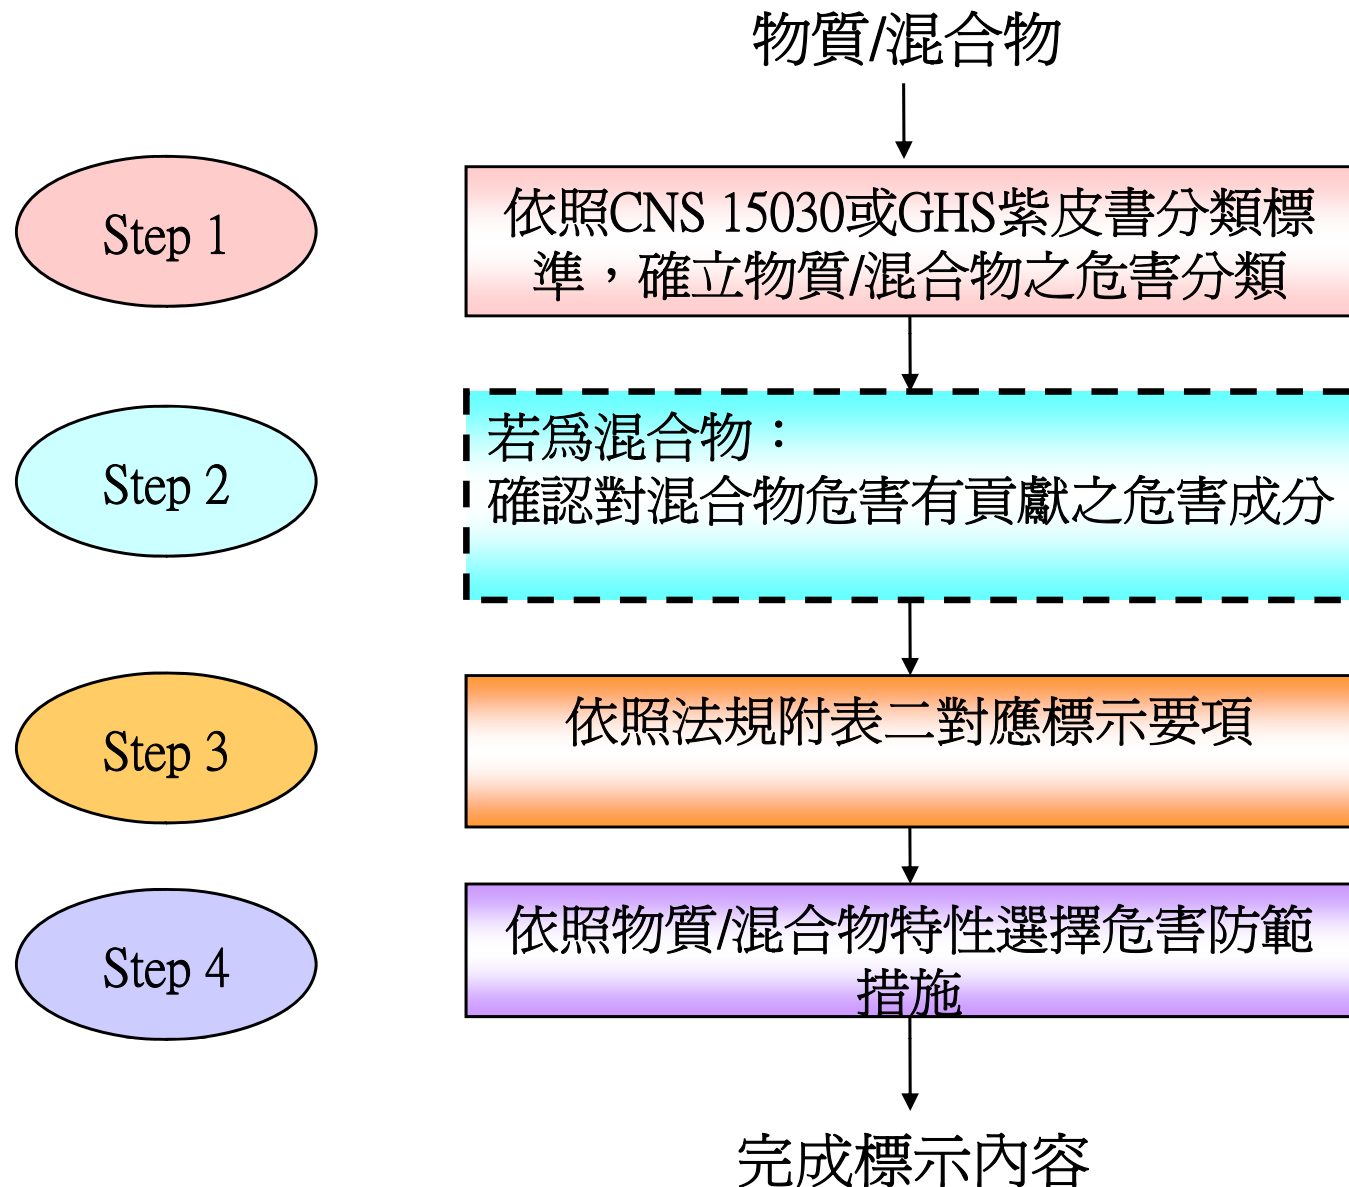 物質/混合物
Step 1
依照CNS 15030或GHS紫皮書分類標
準，確立物質/混合物之危害分類
Step 2
若為混合物：
確認對混合物危害有貢獻之危害成分
Step 3
依照法規附表二對應標示要項
Step 4
依照物質/混合物特性選擇危害防範
措施
完成標示內容